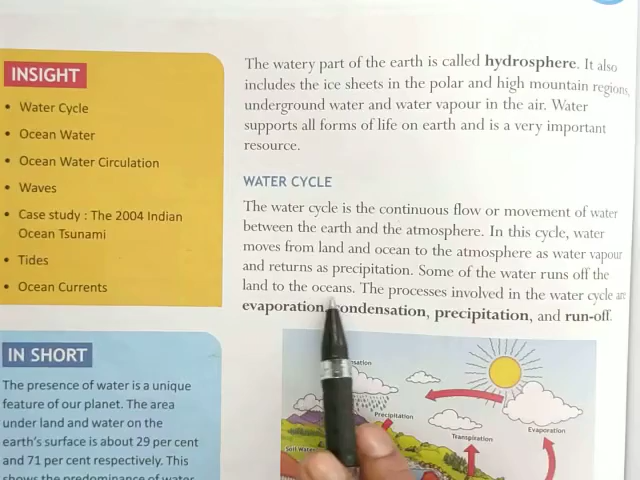 INSIGHT
• Water Cycle
• Ocean Water
• Ocean Water Circulation
• Waves
• Case study : The 2004 Indian
Ocean Tsunami
• Tides
• Ocean Currents
IN SHORT
The presence of water is a unique
feature of our planet. The area
under land and water on the
earth's surface is about 29 per cent
and 71 per cent respectively. This
shows the predominance of water
The watery part of the earth is called hydrosphere. It also
includes the ice sheets in the polar and high mountain regions,
underground water and water vapour in the air. Water
supports all forms of life on earth and is a very important
resource.
WATER CYCLE
The water cycle is the continuous flow or movement of water
between the earth and the atmosphere. In this cycle, water
moves from land and ocean to the atmosphere as water vapour
and returns as precipitation. Some of the water runs off the
land to the oceans. The processes involved in the water cycle are
evaporation, condensation, precipitation, and run-off.
Precipitation
Transpiration
Evaporation
Soil Water